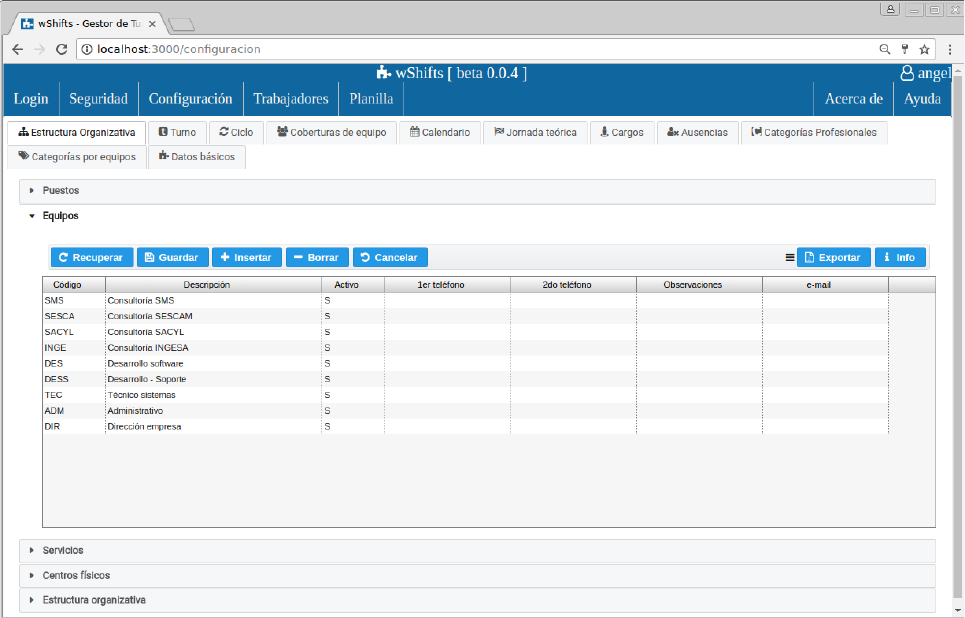 wShifts - Gestor de Tu
localhost:3000/configuracion
wShifts [ beta 0.0.4 ]
angel
Login Seguridad Configuración Trabajadores Planilla Acerca de Ayuda
Estructura Organizativa Turno Ciclo Coberturas de equipo Calendario Jornada teórica Cargos Ausencias Categorías Profesionales
Categorías por equipos Datos básicos
Puestos
Equipos
Recuperar Guardar Insertar Borrar Cancelar Exportar Info
Código Descripción Activo 1er teléfono 2do teléfono Observaciones e-mail
SMS Consultoría SMS S
SESCA Consultoría SESCAM S
SACYL Consultoría SACYL S
INGE Consultoría INGESA S
DES Desarrollo software S
DESS Desarrollo - Soporte S
TEC Técnico sistemas S
ADM Administrativo S
DIR Dirección empresa S
Servicios
Centros físicos
Estructura organizativa